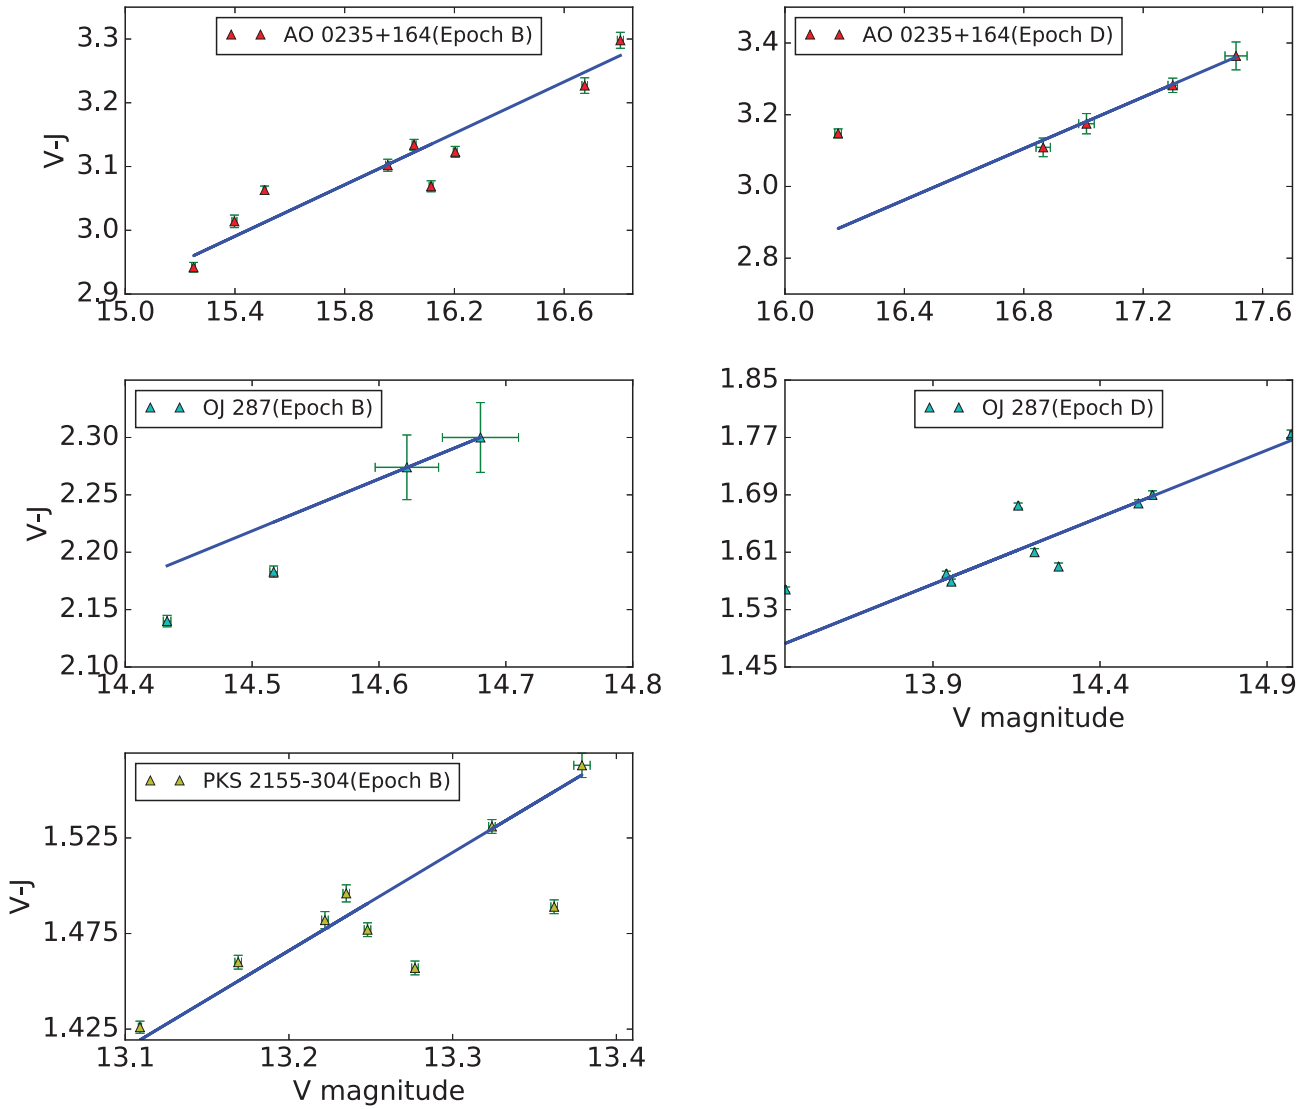 AO 0235+164(Epoch B)
V-J
3.3
3.2
3.1
3.0
2.9
15.0 15.4 15.8 16.2 16.6
AO 0235+164(Epoch D)
3.4
3.2
3.0
2.8
16.0 16.4 16.8 17.2 17.6
OJ 287(Epoch B)
V-J
2.30
2.25
2.20
2.15
2.10
14.4 14.5 14.6 14.7 14.8
OJ 287(Epoch D)
1.85
1.77
1.69
1.61
1.53
1.45
13.9 14.4 14.9
V magnitude
PKS 2155-304(Epoch B)
V-J
1.525
1.475
1.425
13.1 13.2 13.3 13.4
V magnitude